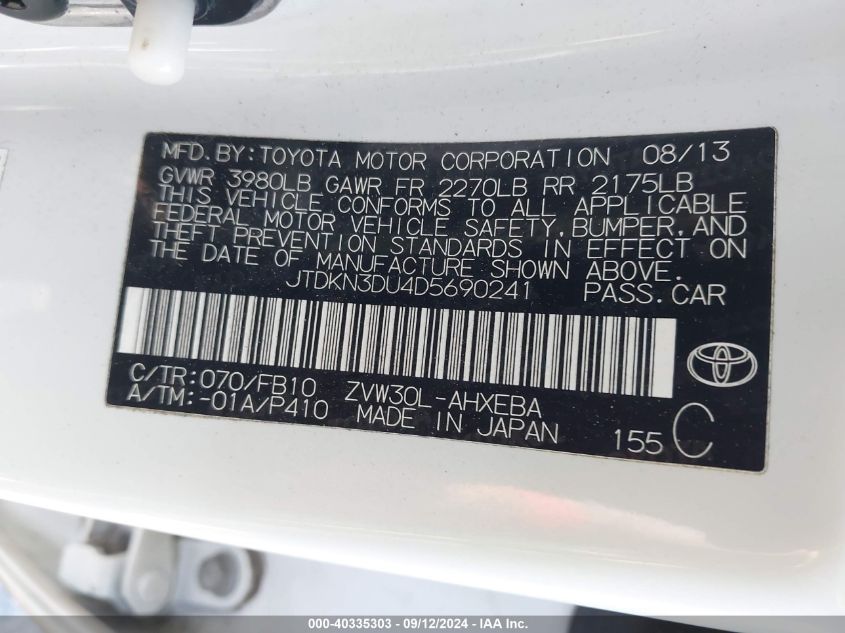 MFD.BY:TOYOTA MOTOR CORPORATION 08/13
GVWR 3980LB GAWR FR 2270LB RR 2175LB
THIS VEHICLE CONFORMS TO ALL APPLICABLE
FEDERAL MOTOR VEHICLE SAFETY,BUMPER,AND
THEFT PREVENTION STANDARDS IN EFFECT ON
THE DATE OF MANUFACTURE SHOWN ABOVE.
JTDKN3DU4D5690241 PASS.CAR
C/TR:070/FB10 ZVW30L-AHXEBA
A/TM:-01A/P410 MADE IN JAPAN
155 C
000-40335303 - 09/12/2024 - IAA Inc.